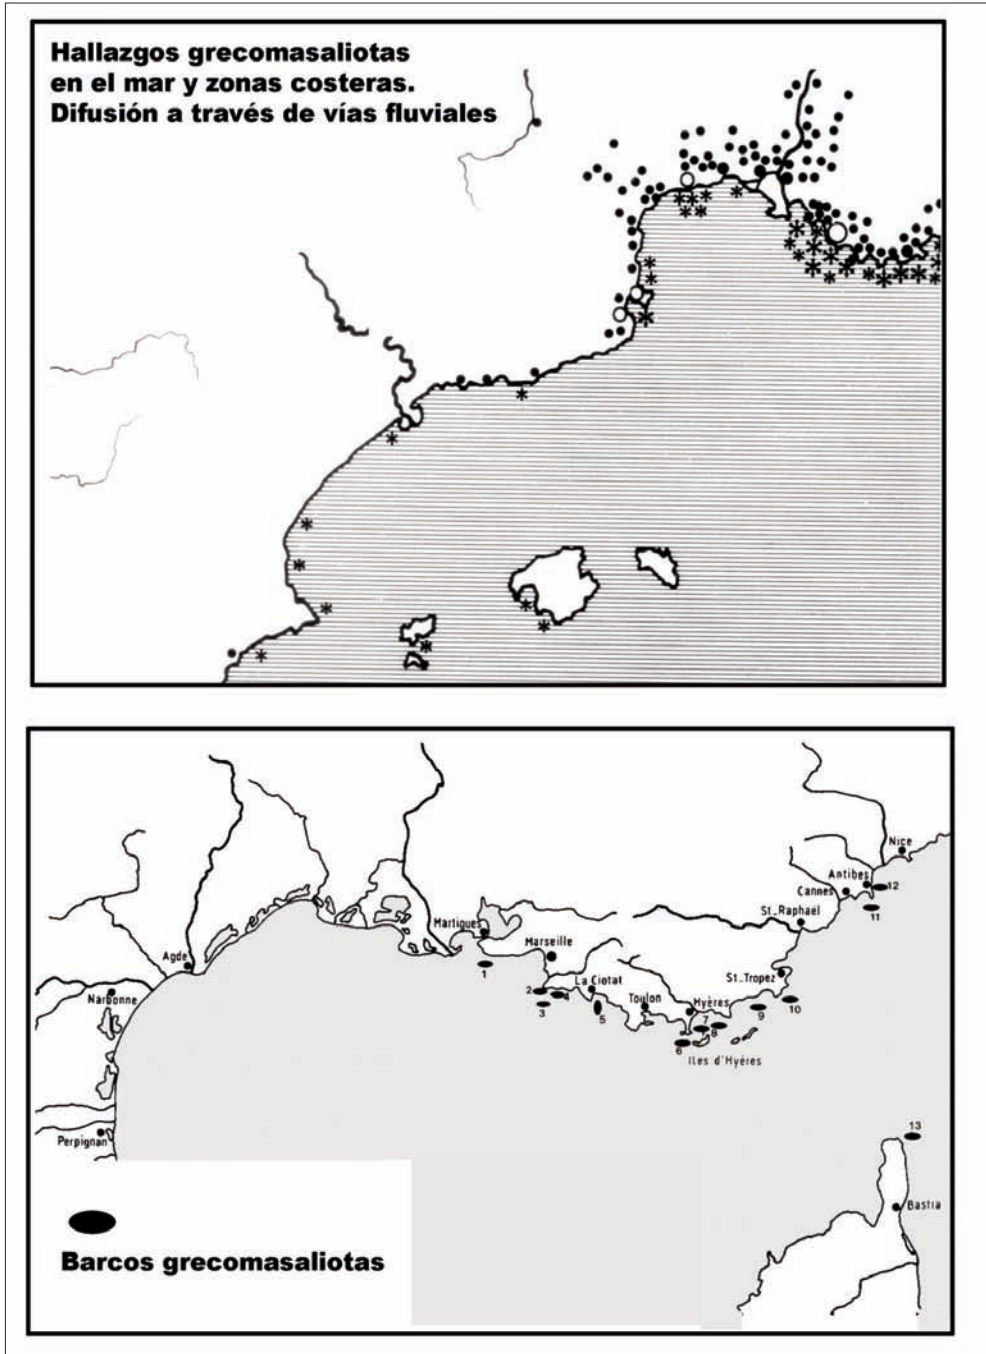 Hallazgos grecomasaliotas
en el mar y zonas costeras.
Difusión a través de vías fluviales
Nice
Antibes
12
Cannes
11
St_Raphaël
Martigues
Marseille
Agde
1
La Ciotat
St_Tropez
2
4
Toulon
Hyères
10
Narbonne
3
5
7
8
9
6
Iles d'Hyéres
Perpignan
13
Bastia
Barcos grecomasaliotas